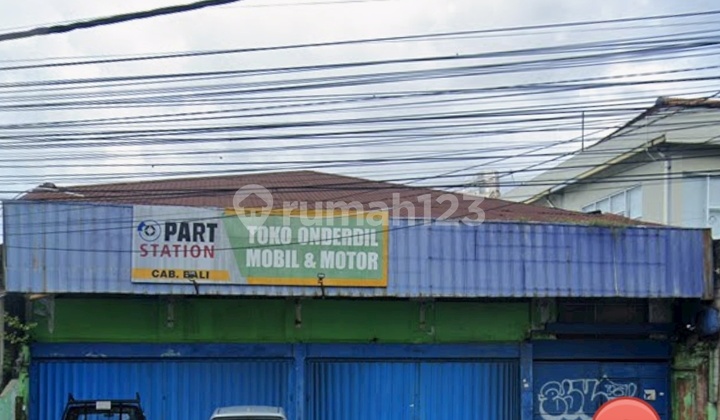 PART
STATION
CAB. BALI
TOKO ONDERDIL
MOBIL & MOTOR
rumah123